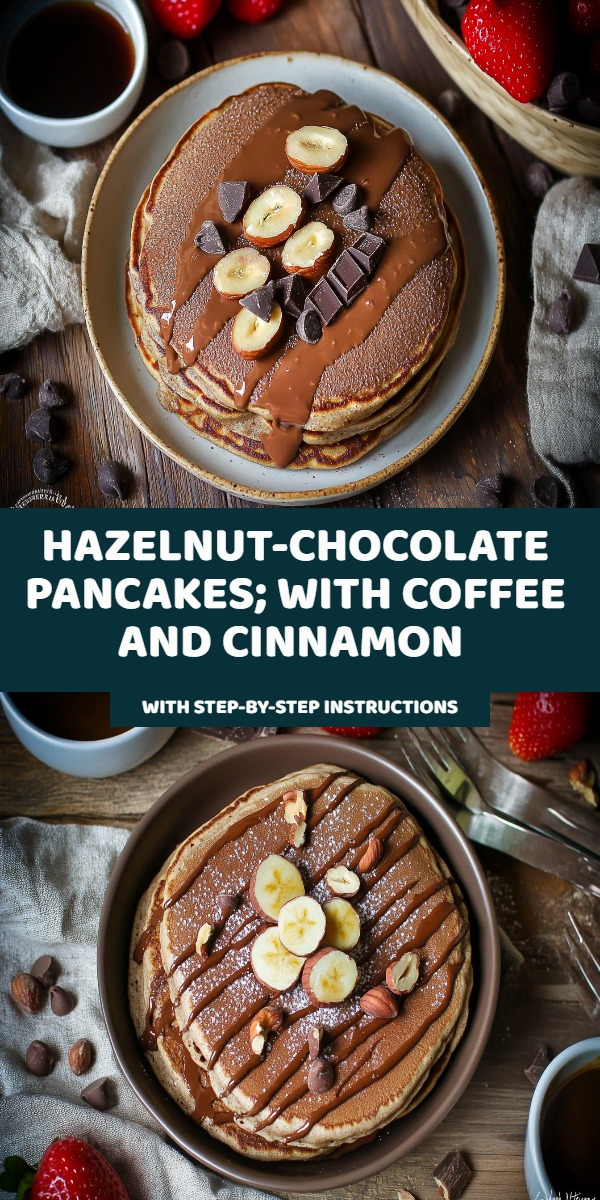 HAZELNUT-CHOCOLATE
PANCAKES; WITH COFFEE
AND CINNAMON
WITH STEP-BY-STEP INSTRUCTIONS